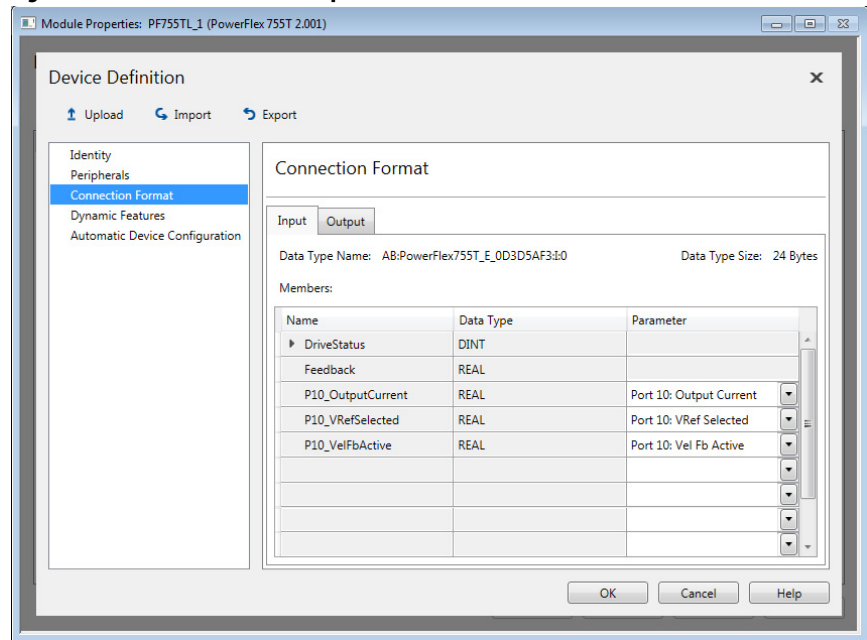 Module Properties: PF755TL_1 (PowerFlex 755T 2.001)
Device Definition
Upload Import Export
Identity
Peripherals
Connection Format
Dynamic Features
Automatic Device Configuration
Connection Format
Input Output
Data Type Name: AB:PowerFlex755T_E_0D3D5AF3:I:0 Data Type Size: 24 Bytes
Members:
Name Data Type Parameter
DriveStatus DINT
Feedback REAL
P10_OutputCurrent REAL Port 10: Output Current
P10_VRefSelected REAL Port 10: VRef Selected
P10_VelFbActive REAL Port 10: Vel Fb Active
OK Cancel Help